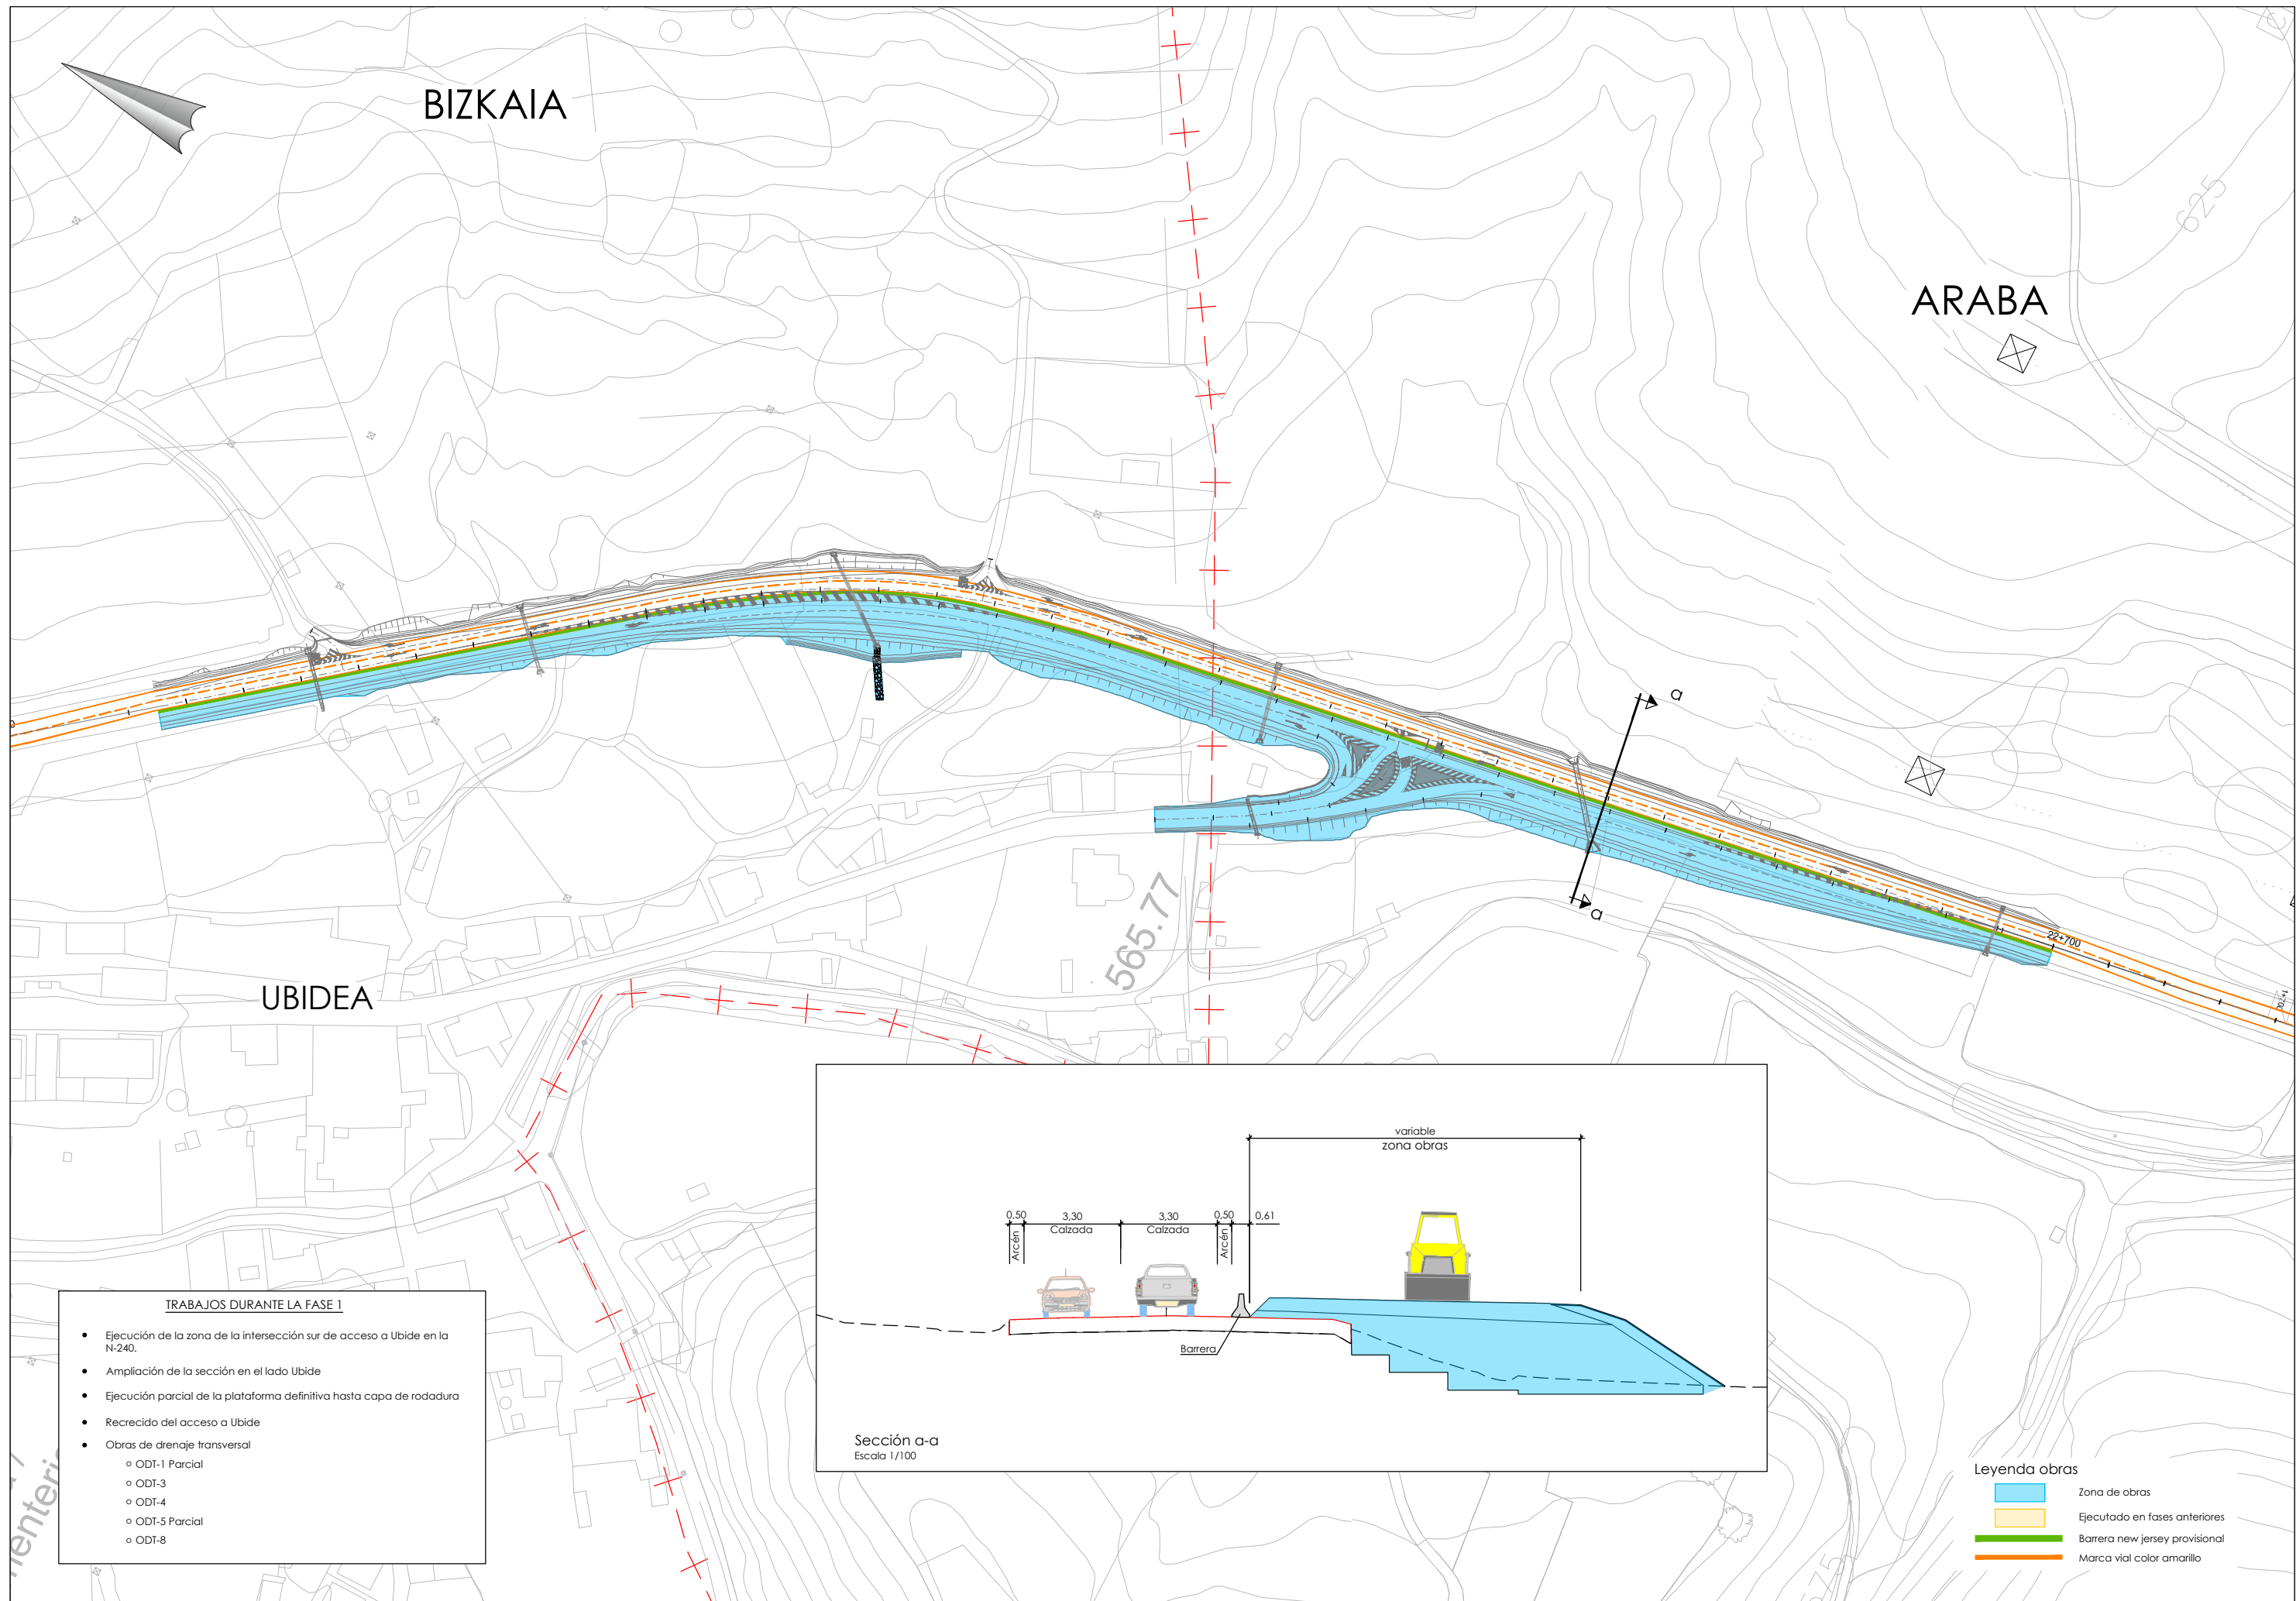 BIZKAIA
ARABA
625
a
a
22+700
565.77
UBIDEA
variable
zona obras
0,50 3,30 3,30 0,50 0,61
Calzada Calzada
Arcén Arcén
Barrera
Sección a-a
Escala 1/100
TRABAJOS DURANTE LA FASE 1
• Ejecución de la zona de la intersección sur de acceso a Ubide en la
N-240.
• Ampliación de la sección en el lado Ubide
• Ejecución parcial de la plataforma definitiva hasta capa de rodadura
• Recrecido del acceso a Ubide
• Obras de drenaje transversal
ODT-1 Parcial
ODT-3
ODT-4
ODT-5 Parcial
ODT-8
Leyenda obras
Zona de obras
Ejecutado en fases anteriores
Barrera new jersey provisional
Marca vial color amarillo